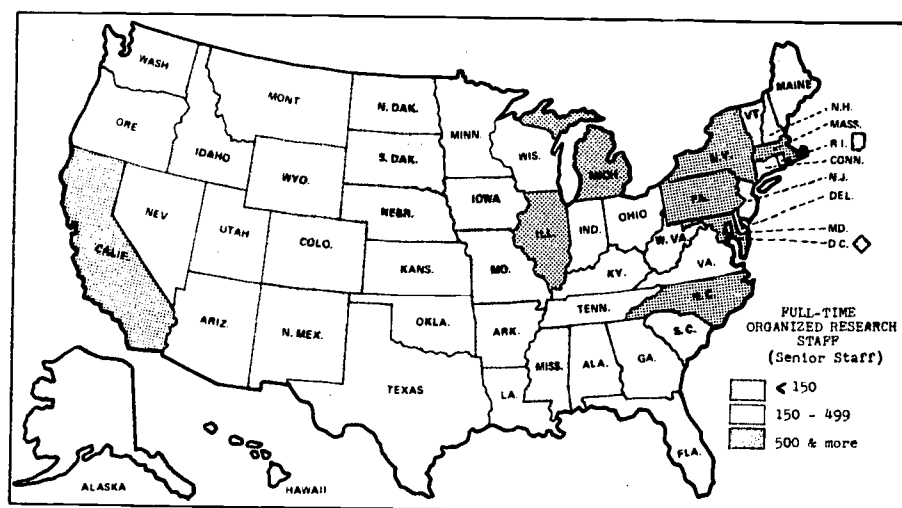 WASH
MONT
N. DAK.
MINN.
MAINE
VT.
N.H.
MASS.
R I.
CONN.
N.J.
DEL.
MD.
D C.
ORE
IDAHO
S. DAK.
WIS.
MICH
N.Y.
WYO.
IOWA
PA.
NEV
NEBR.
ILL.
IND.
OHIO
UTAH
COLO.
W. VA.
VA.
CALIF.
KANS.
MO.
KY.
N.C.
TENN.
ARIZ.
N. MEX.
OKLA.
ARK.
S.C.
MISS.
ALA.
GA.
TEXAS
LA.
FLA.
ALASKA
HAWAII
FULL-TIME
ORGANIZED RESEARCH
STAFF
(Senior Staff)
< 150
150 - 499
500 & more